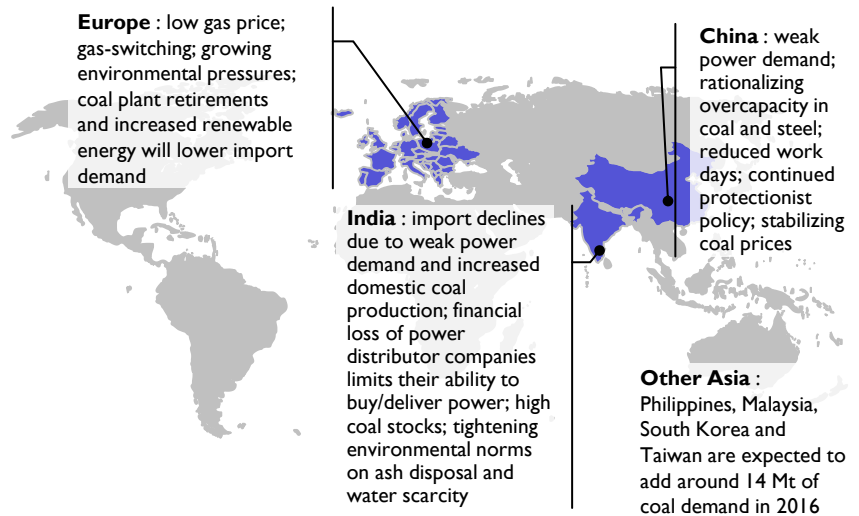 Europe : low gas price;
gas-switching; growing
environmental pressures;
coal plant retirements
and increased renewable
energy will lower import
demand
China : weak
power demand;
rationalizing
overcapacity in
coal and steel;
reduced work
days; continued
protectionist
policy; stabilizing
coal prices
India : import declines
due to weak power
demand and increased
domestic coal
production; financial
loss of power
distributor companies
limits their ability to
buy/deliver power; high
coal stocks; tightening
environmental norms
on ash disposal and
water scarcity
Other Asia :
Philippines, Malaysia,
South Korea and
Taiwan are expected to
add around 14 Mt of
coal demand in 2016